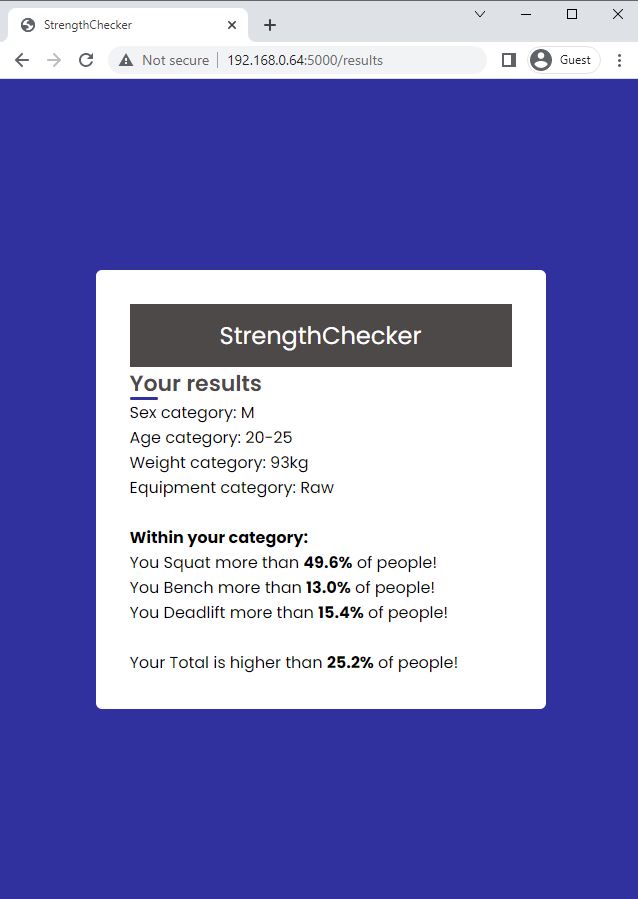 StrengthChecker
Not secure 192.168.0.64:5000/results Guest
StrengthChecker
Your results
Sex category: M
Age category: 20-25
Weight category: 93kg
Equipment category: Raw
Within your category:
You Squat more than 49.6% of people!
You Bench more than 13.0% of people!
You Deadlift more than 15.4% of people!
Your Total is higher than 25.2% of people!